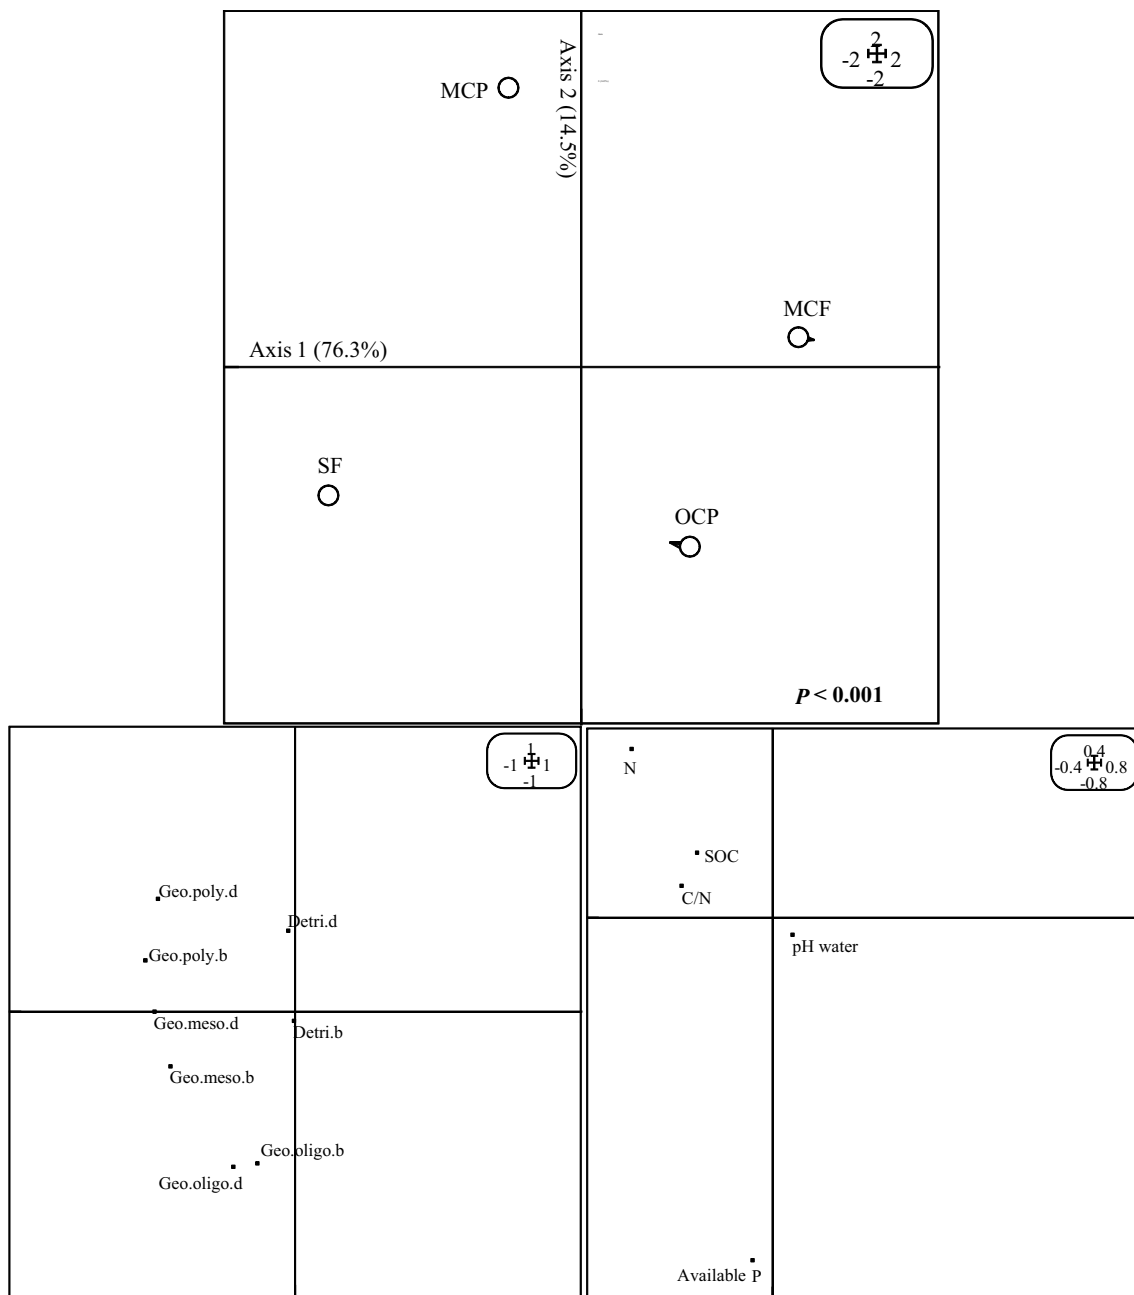 2
-2 2
-2
Axis 2 (14.5%)
MCP
MCF
Axis 1 (76.3%)
SF
OCP
P < 0.001
1
-1 1
-1
Geo.poly.d
Detri.d
Geo.poly.b
Geo.meso.d
Detri.b
Geo.meso.b
Geo.oligo.b
Geo.oligo.d
0.4
-0.4 0.8
-0.8
N
SOC
C/N
pH water
Available P